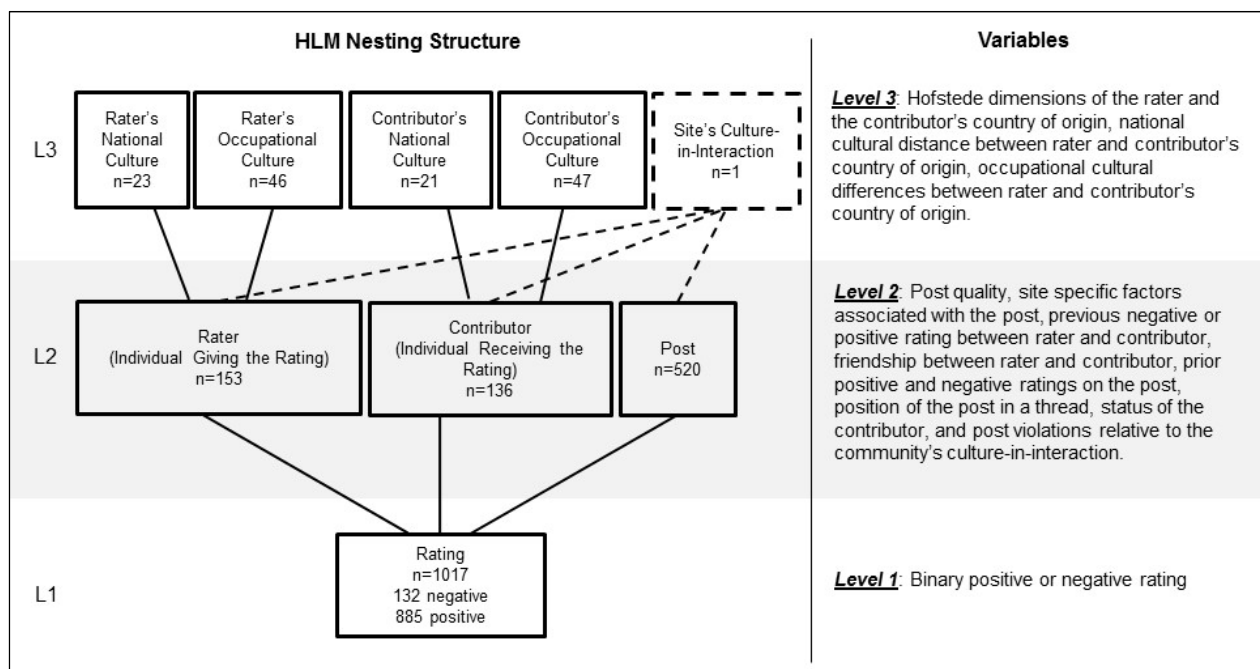 HLM Nesting Structure
Variables
L3
Rater's
National
Culture
n=23
Rater's
Occupational
Culture
n=46
Contributor's
National
Culture
n=21
Contributor's
Occupational
Culture
n=47
Site's Culture-
in-Interaction
n=1
Level 3: Hofstede dimensions of the rater and
the contributor's country of origin, national
cultural distance between rater and contributor's
country of origin, occupational cultural
differences between rater and contributor's
country of origin.
L2
Rater
(Individual Giving the Rating)
n=153
Contributor
(Individual Receiving the
Rating)
n=136
Post
n=520
Level 2: Post quality, site specific factors
associated with the post, previous negative or
positive rating between rater and contributor,
friendship between rater and contributor, prior
positive and negative ratings on the post,
position of the post in a thread, status of the
contributor, and post violations relative to the
community's culture-in-interaction.
L1
Rating
n=1017
132 negative
885 positive
Level 1: Binary positive or negative rating